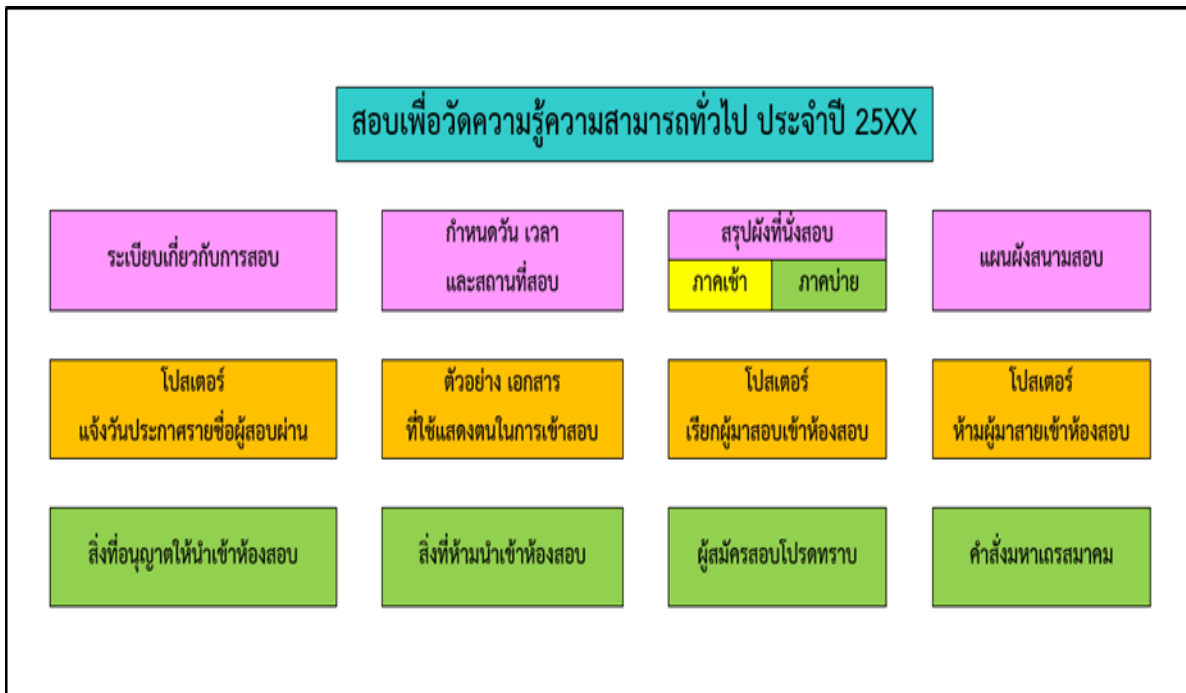 สอบเพื่อวัดความรู้ความสามารถทั่วไป ประจำปี 25XX
ระเบียบเกี่ยวกับการสอบ
กำหนดวัน เวลา
และสถานที่สอบ
สรุปผังที่นั่งสอบ
ภาคเช้า
ภาคบ่าย
แผนผังสนามสอบ
โปสเตอร์
แจ้งวันประกาศรายชื่อผู้สอบผ่าน
ตัวอย่าง เอกสาร
ที่ใช้แสดงตนในการเข้าสอบ
โปสเตอร์
เรียกผู้มาสอบเข้าห้องสอบ
โปสเตอร์
ห้ามผู้มาสายเข้าห้องสอบ
สิ่งที่อนุญาตให้นำเข้าห้องสอบ
สิ่งที่ห้ามนำเข้าห้องสอบ
ผู้สมัครสอบโปรดทราบ
คำสั่งมหาเถรสมาคม